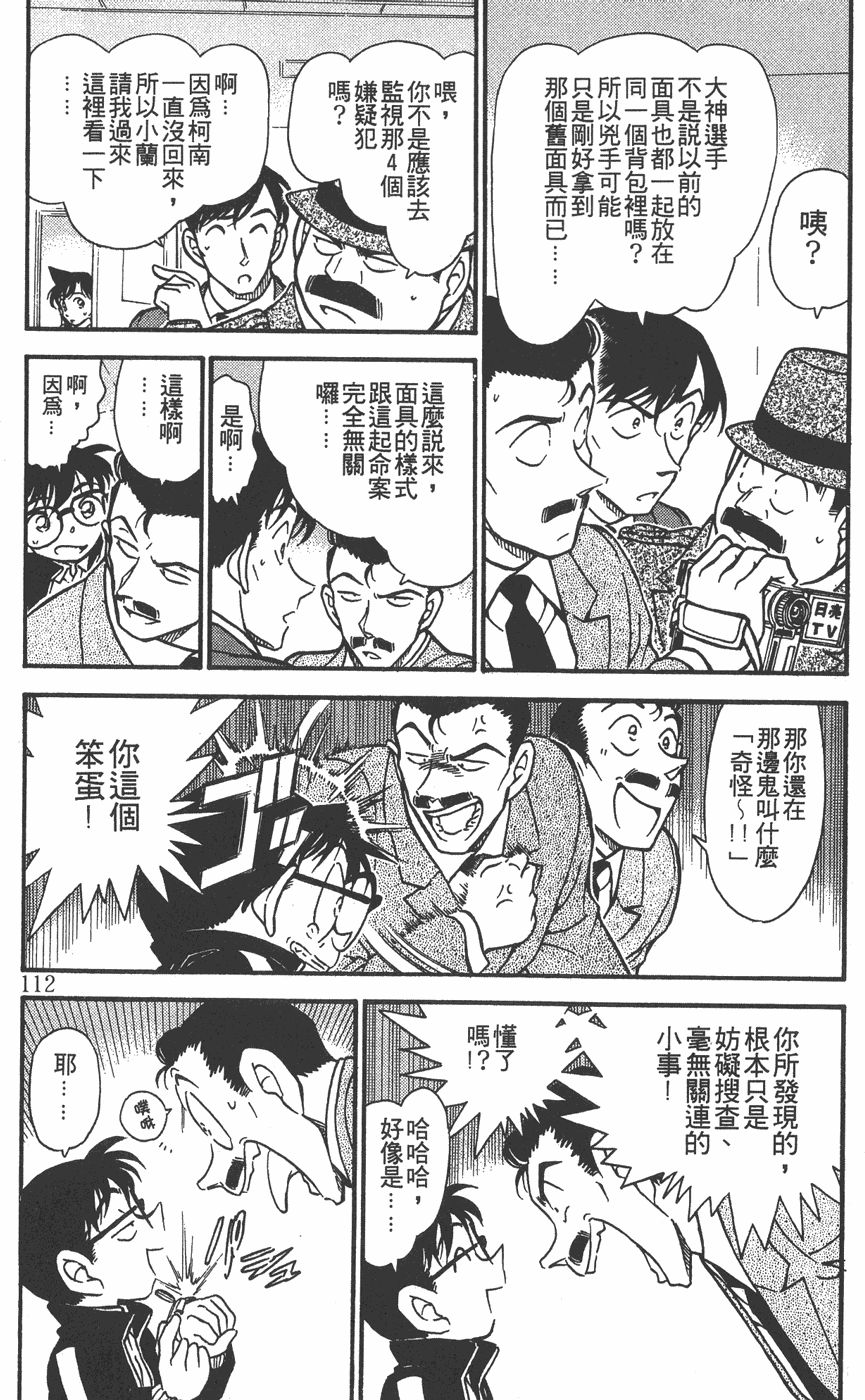 咦？
大神選手
不是說以前的
面具也都一起放在
同一個背包裡嗎？
所以兇手可能
只是剛好拿到
那個舊面具而已……
日売
TV
喂，
你不是應該去
監視那4個
嫌疑犯
嗎？
啊…
因為柯南
一直沒回來，
所以小蘭
請我過來
這裡看一下
……
這麼說來，
面具的樣式
跟這起命案
完全無關
囉……
是啊…
這樣啊
……
啊，
因為…
那你還在
那邊鬼叫什麼
「奇怪～!!」
ゴッ
你這個
笨蛋！
112
你所發現的，
根本只是
妨礙搜查、
毫無關連的
小事！
懂了
嗎!?
哈哈哈，
好像是……
噗咻
耶
……